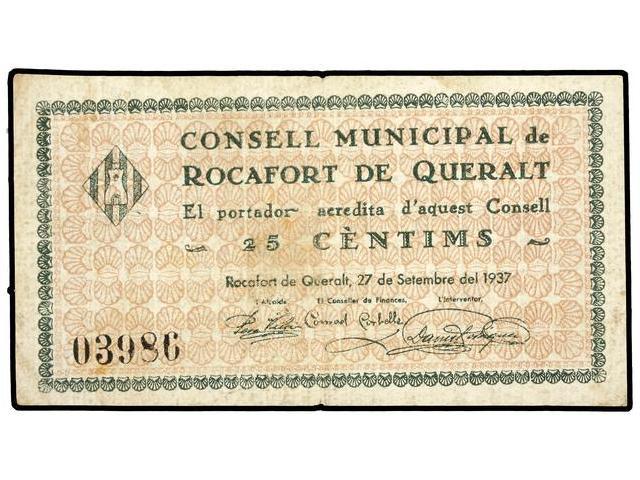 CONSELL MUNICIPAL de
ROCAFORT DE QUERALT
El portador acredita d'aquest Consell
25 CÈNTIMS
Rocafort de Queralt, 27 de Setembre del 1937
L'Alcalde El Conseller de Finances, L'Interventor,
03986